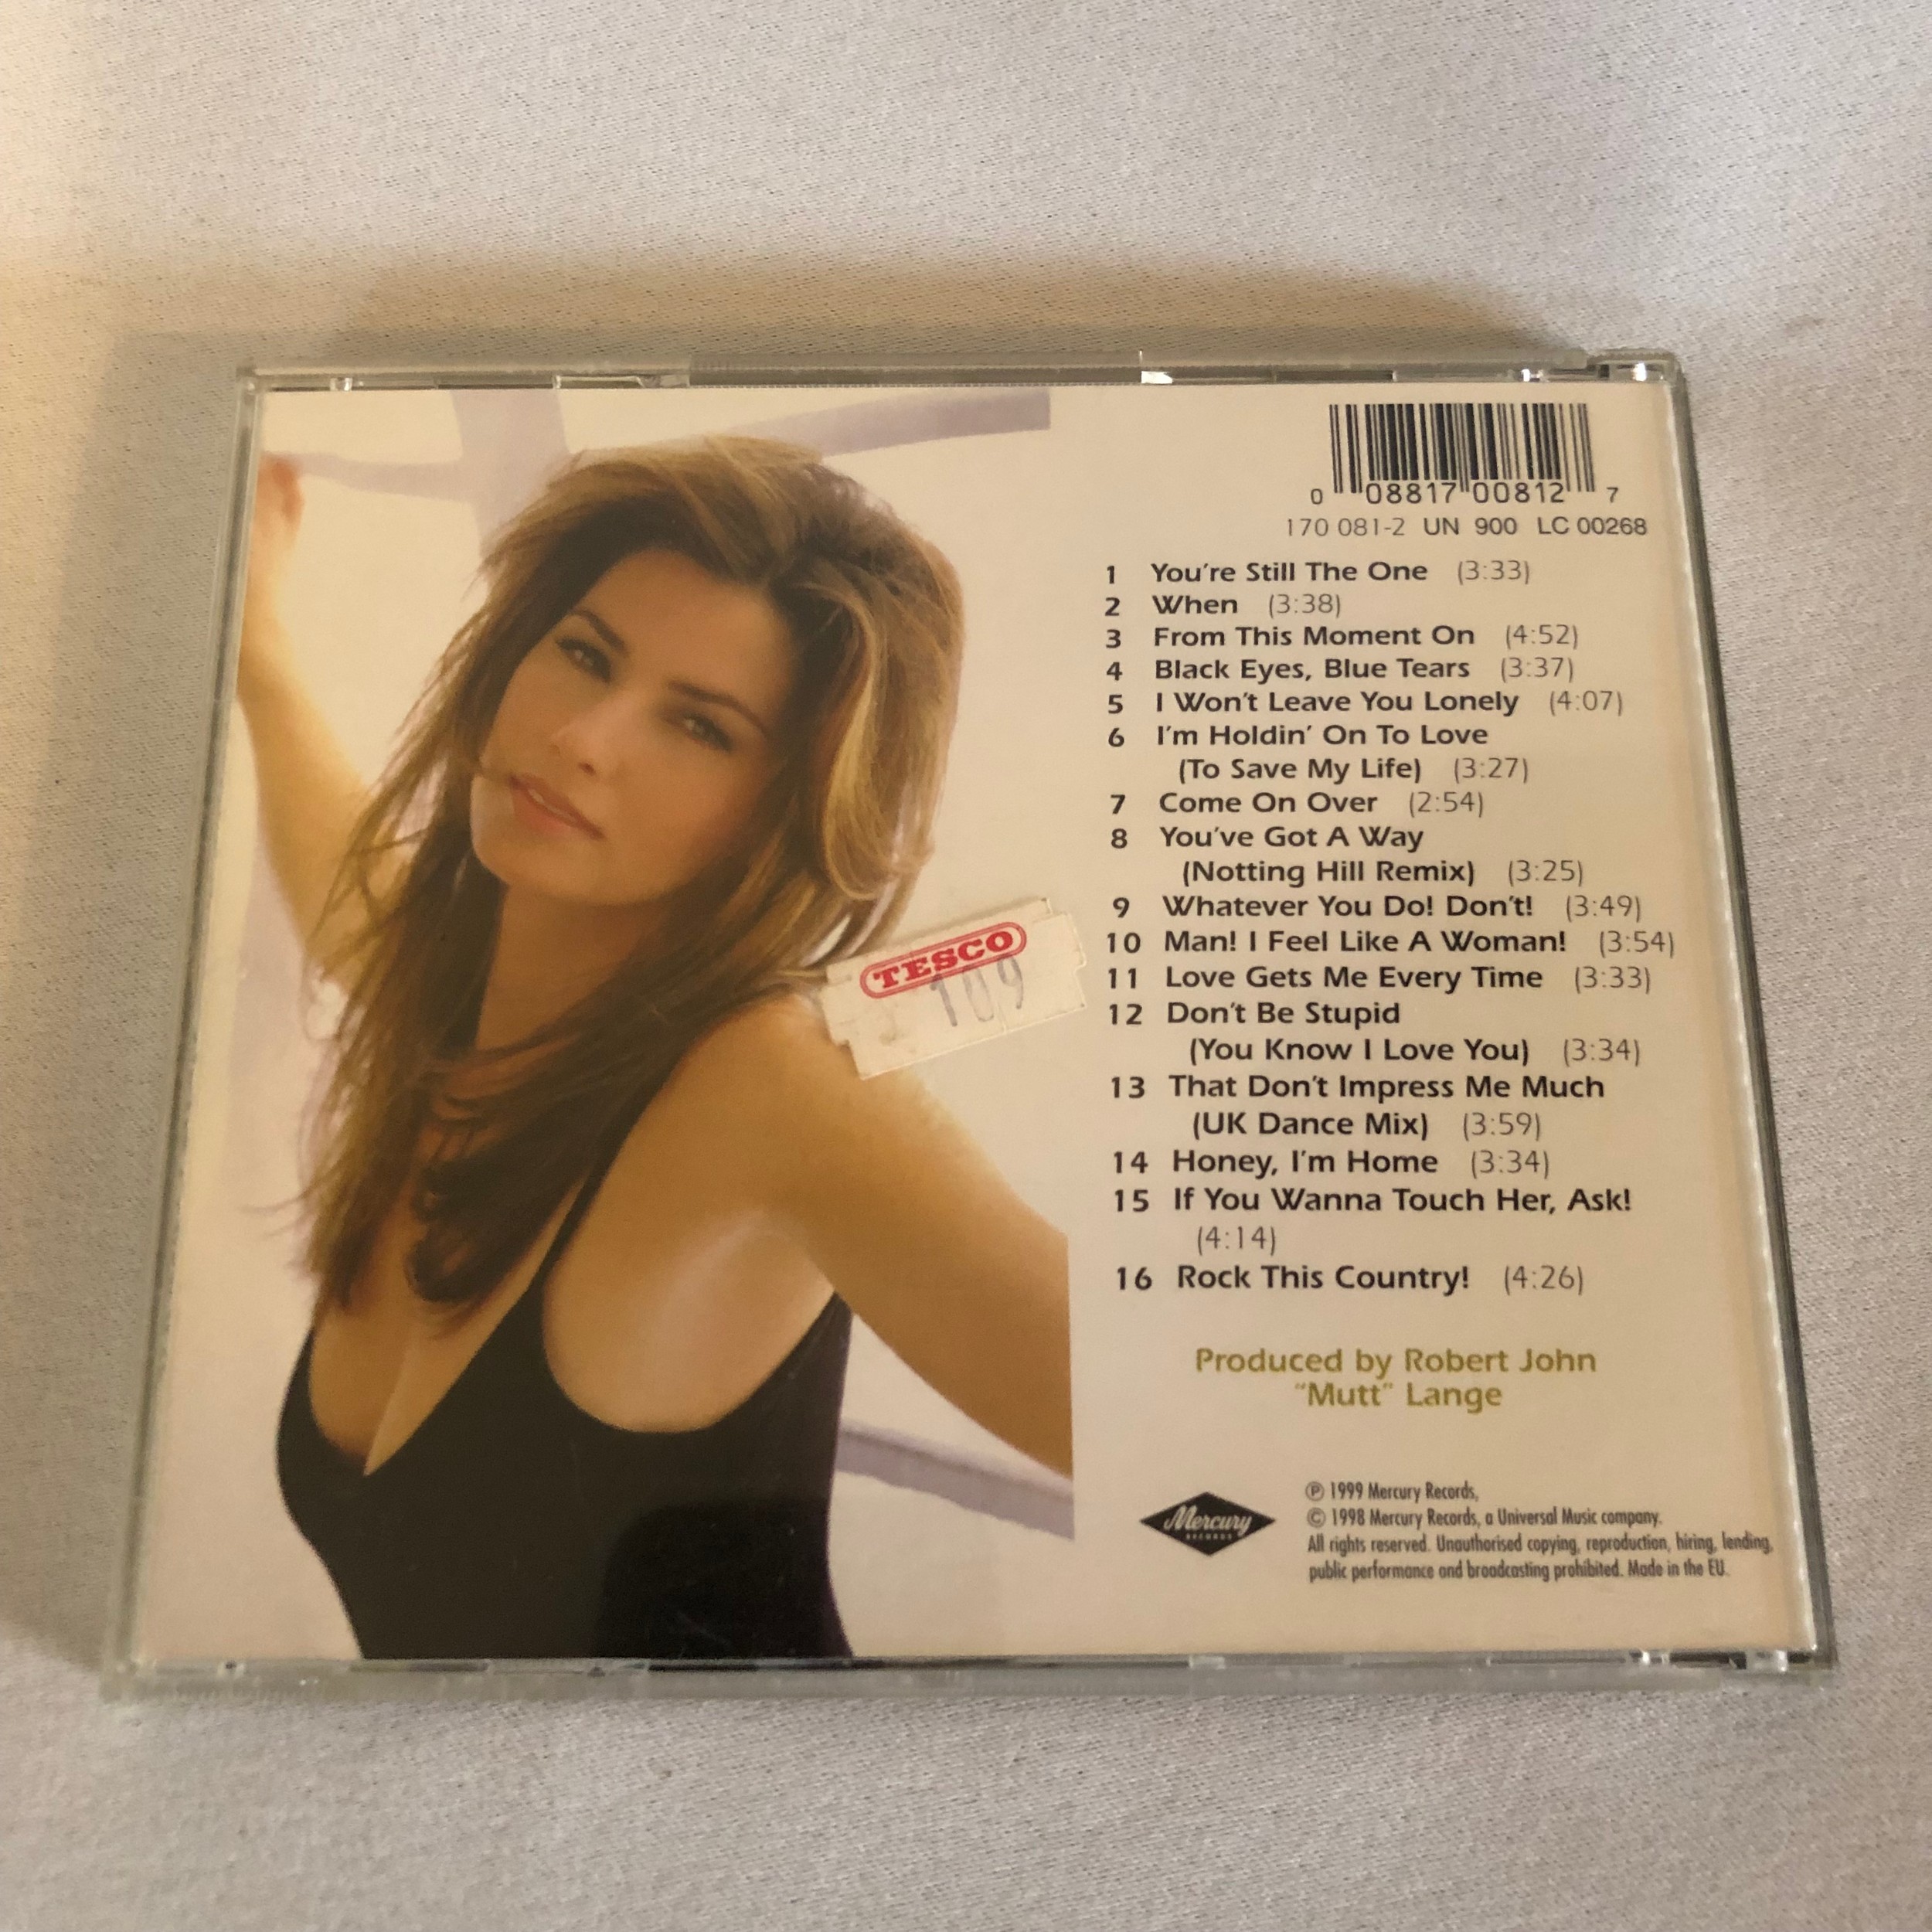 0 08817 00812 7
170 081-2 UN 900 LC 00268
1 You're Still The One (3:33)
2 When (3:38)
3 From This Moment On (4:52)
4 Black Eyes, Blue Tears (3:37)
5 I Won't Leave You Lonely (4:07)
6 I'm Holdin' On To Love
(To Save My Life) (3:27)
7 Come On Over (2:54)
8 You've Got A Way
(Notting Hill Remix) (3:25)
9 Whatever You Do! Don't! (3:49)
TESCO
109
10 Man! I Feel Like A Woman! (3:54)
11 Love Gets Me Every Time (3:33)
12 Don't Be Stupid
(You Know I Love You) (3:34)
13 That Don't Impress Me Much
(UK Dance Mix) (3:59)
14 Honey, I'm Home (3:34)
15 If You Wanna Touch Her, Ask!
(4:14)
16 Rock This Country! (4:26)
Produced by Robert John
"Mutt" Lange
Mercury
RECORDS
℗ 1999 Mercury Records,
© 1998 Mercury Records, a Universal Music company.
All rights reserved. Unauthorised copying, reproduction, hiring, lending,
public performance and broadcasting prohibited. Made in the EU.